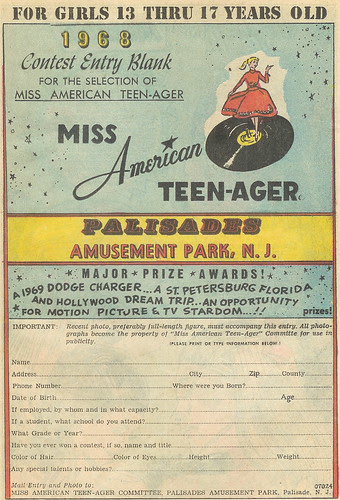 FOR GIRLS 13 THRU 17 YEARS OLD
1968
Contest Entry Blank
FOR THE SELECTION OF
MISS AMERICAN TEEN-AGER
MISS
American
TEEN-AGER
PALISADES
AMUSEMENT PARK, N. J.
MAJOR PRIZE AWARDS!
A 1969 DODGE CHARGER...A ST. PETERSBURG FLORIDA
AND HOLLYWOOD DREAM TRIP...AN OPPORTUNITY
FOR MOTION PICTURE & TV STARDOM...!! prizes!
IMPORTANT: Recent photo, preferably full-length figure, must accompany this entry. All photo-
graphs become the property of "Miss American Teen-Ager" Committee for use in
publicity. (PLEASE PRINT OR TYPE INFORMATION BELOW)
Name
Address City Zip County
Phone Number Where were you Born?
Date of Birth Age
If employed, by whom and in what capacity?
If a student, what school do you attend?
What Grade or Year?
Have you ever won a contest, if so, name and title
Color of Hair Color of Eyes Height Weight
Any special talents or hobbies?
Mail Entry and Photo to:
MISS AMERICAN TEEN-AGER COMMITTEE, PALISADES AMUSEMENT PARK, Palisade, N. J.